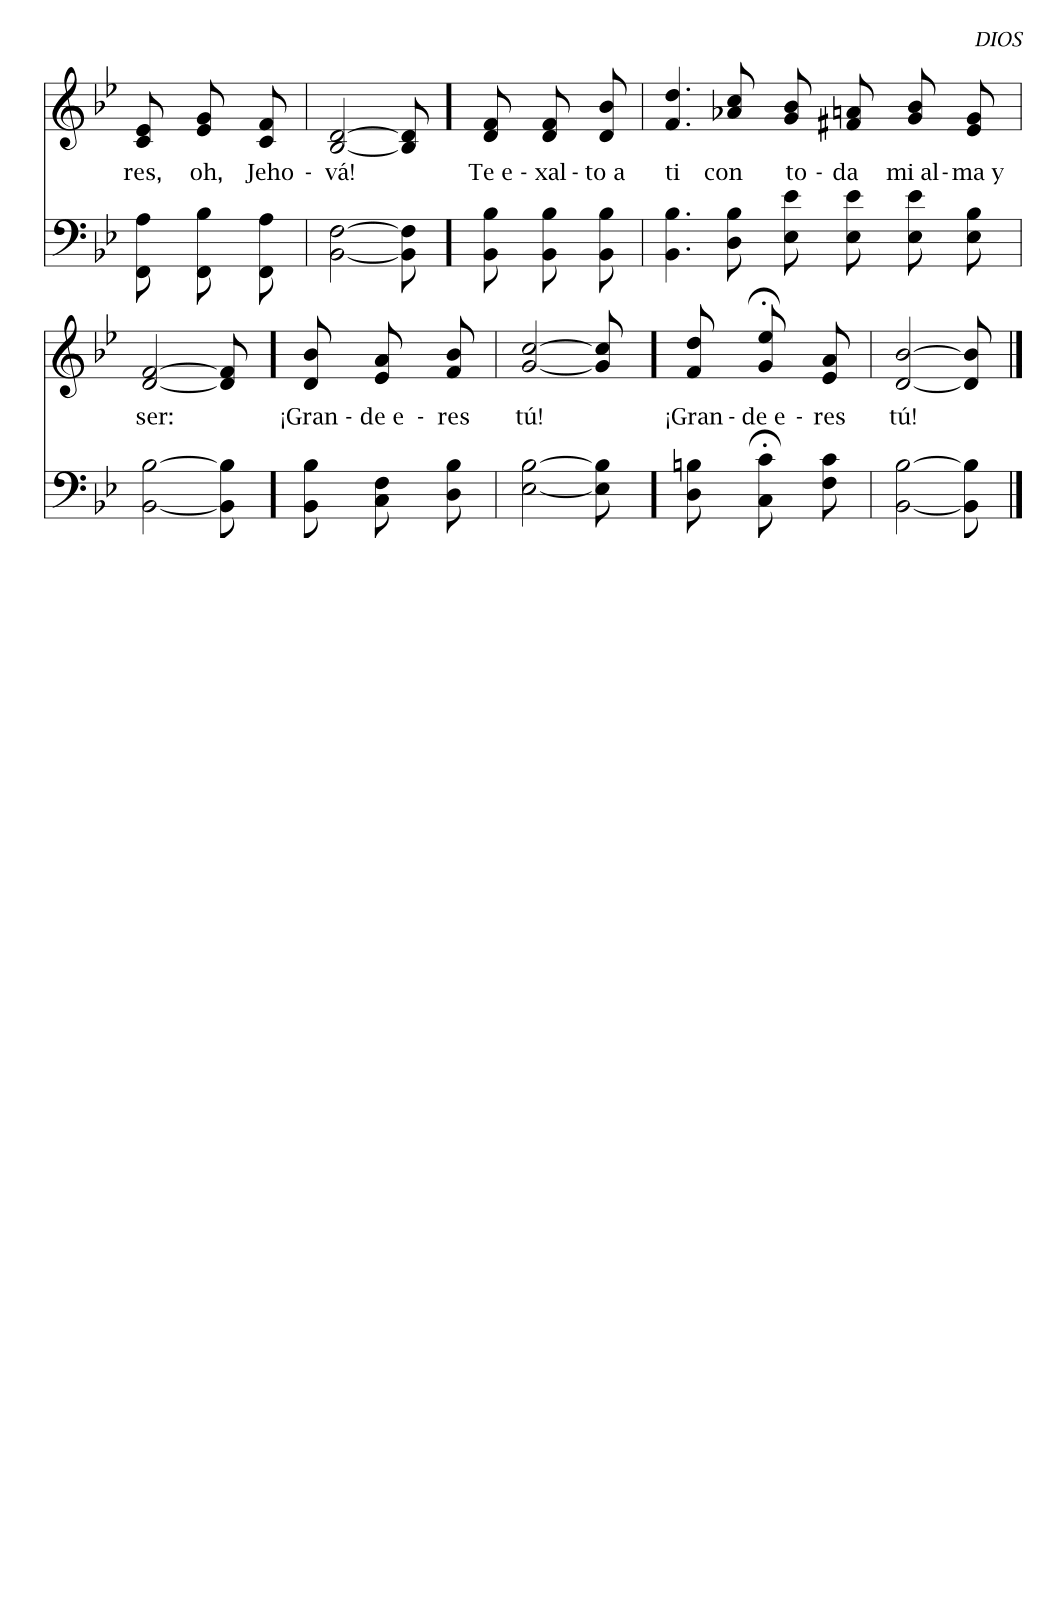 DIOS
res, oh, Jeho - vá! Te e - xal - to a ti con to - da mi al - ma y
ser: ¡Gran - de e - res tú! ¡Gran - de e - res tú!